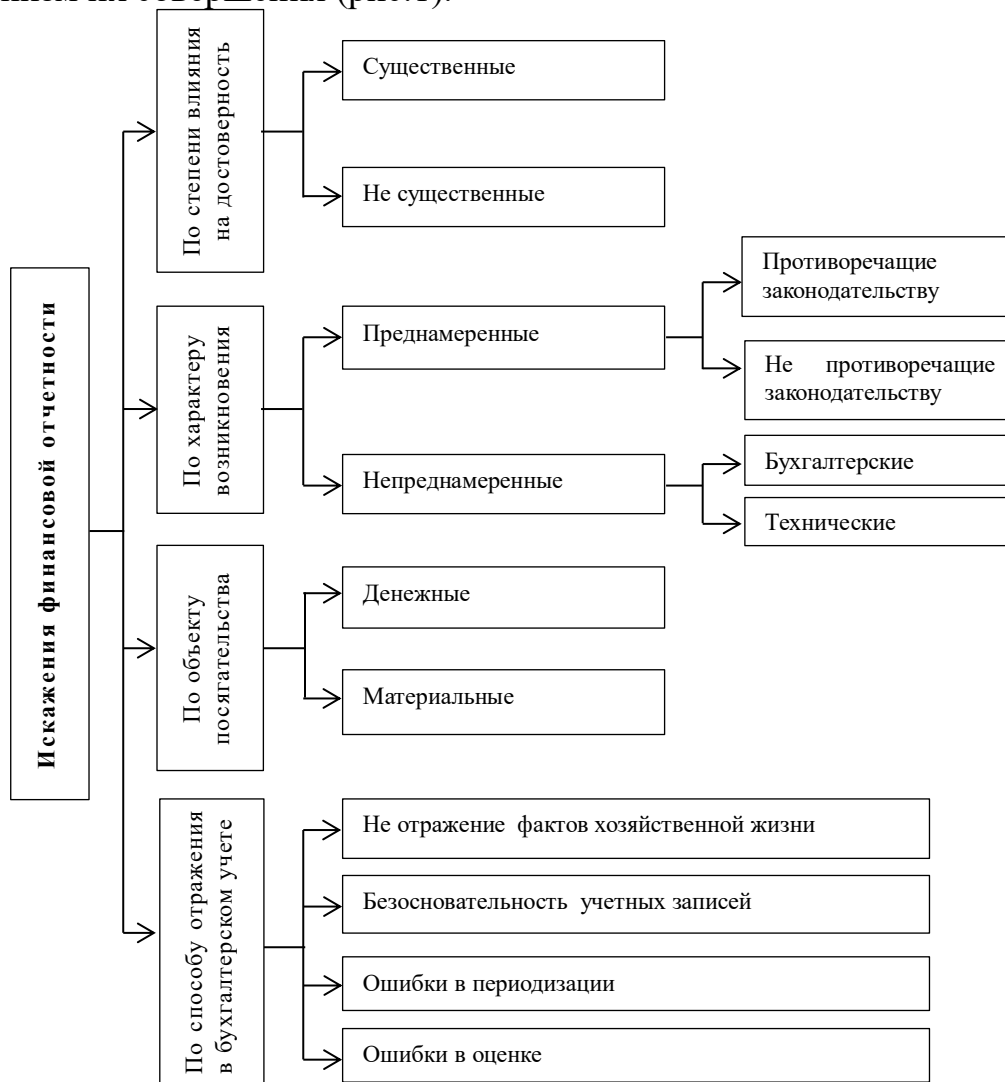 (рис.1).
Искажения финансовой отчетности
По степени влияния
на достоверность
Существенные
Не существенные
По характеру
возникновения
Преднамеренные
Противоречащие
законодательству
Не противоречащие
законодательству
Непреднамеренные
Бухгалтерские
Технические
По объекту
посягательства
Денежные
Материальные
По способу отражения
в бухгалтерском учете
Не отражение фактов хозяйственной жизни
Безосновательность учетных записей
Ошибки в периодизации
Ошибки в оценке